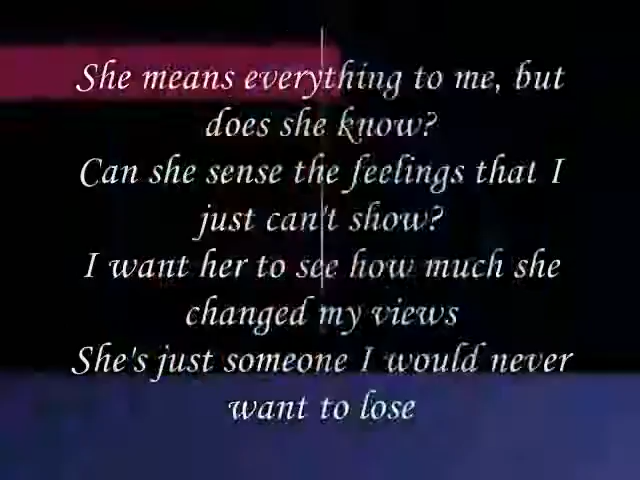 She means everything to me, but
does she know?
Can she sense the feelings that I
just can't show?
I want her to see how much she
changed my views
She's just someone I would never
want to lose